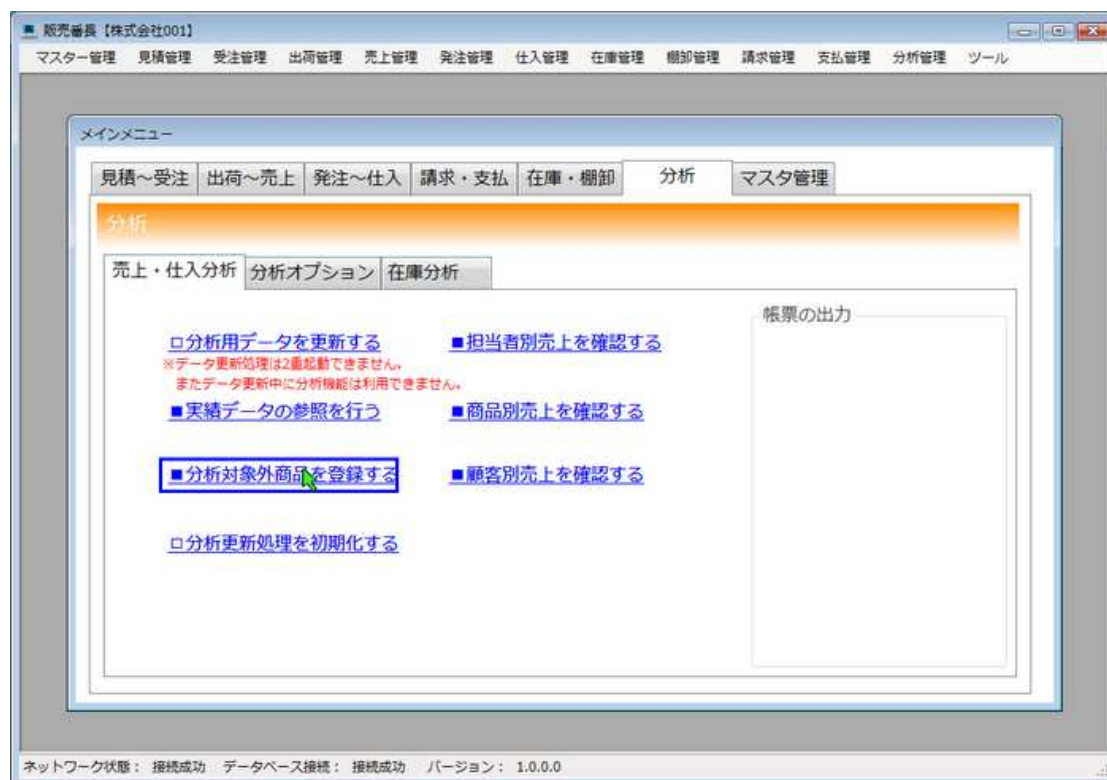 販売番長【株式会社001】
マスター管理 見積管理 受注管理 出荷管理 売上管理 発注管理 仕入管理 在庫管理 棚卸管理 請求管理 支払管理 分析管理 ツール
メインメニュー
見積～受注 出荷～売上 発注～仕入 請求・支払 在庫・棚卸 分析 マスタ管理
分析
売上・仕入分析 分析オプション 在庫分析
帳票の出力
□分析用データを更新する ■担当者別売上を確認する
※データ更新処理は2重起動できません。
またデータ更新中に分析機能は利用できません。
■実績データの参照を行う ■商品別売上を確認する
■分析対象外商品を登録する ■顧客別売上を確認する
□分析更新処理を初期化する
ネットワーク状態： 接続成功 データベース接続： 接続成功 バージョン： 1.0.0.0